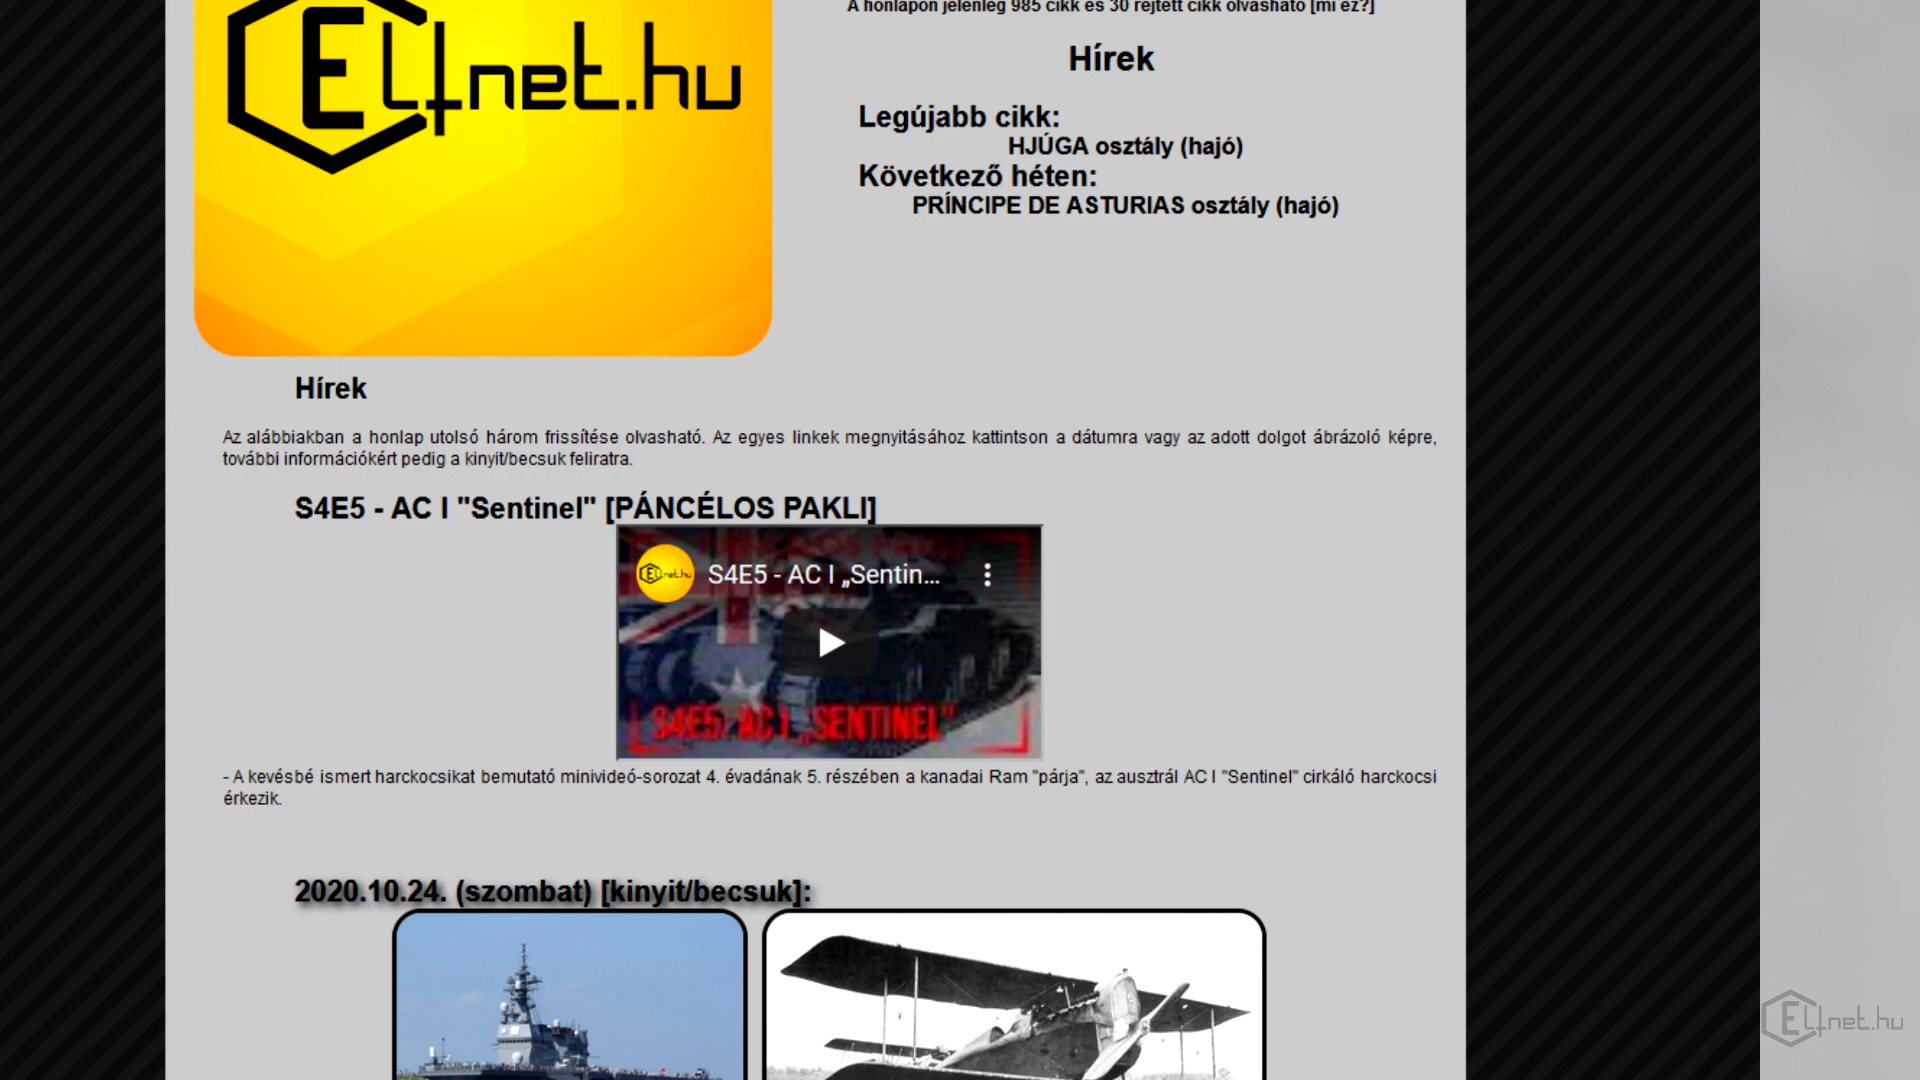 A honlapon jelenleg 985 cikk és 30 rejtett cikk olvasható [mi ez?]
ELTnet.hu
Hírek
Legújabb cikk:
HJÚGA osztály (hajó)
Következő héten:
PRÍNCIPE DE ASTURIAS osztály (hajó)
Hírek
Az alábbiakban a honlap utolsó három frissítése olvasható. Az egyes linkek megnyitásához kattintson a dátumra vagy az adott dolgot ábrázoló képre,
további információkért pedig a kinyit/becsuk feliratra.
S4E5 - AC I "Sentinel" [PÁNCÉLOS PAKLI]
ELTnet.hu
S4E5 - AC I „Sentin...
S4E5: AC I „SENTINEL"
- A kevésbé ismert harckocsikat bemutató minivideó-sorozat 4. évadának 5. részében a kanadai Ram "párja", az ausztrál AC I "Sentinel" cirkáló harckocsi
érkezik.
2020.10.24. (szombat) [kinyit/becsuk]:
ELTnet.hu